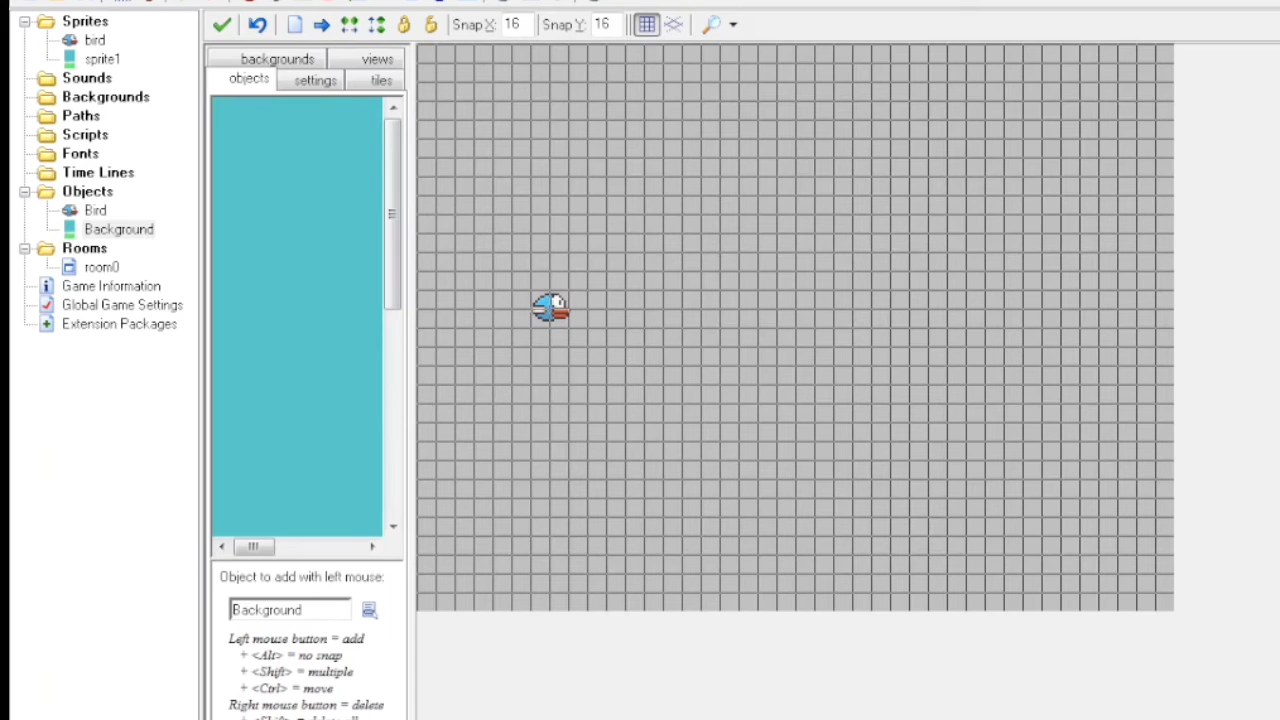 Sprites
bird
sprite1
Sounds
Backgrounds
Paths
Scripts
Fonts
Time Lines
Objects
Bird
Background
Rooms
room0
Game Information
Global Game Settings
Extension Packages
Snap X: 16 Snap Y: 16
backgrounds views
objects settings tiles
Object to add with left mouse:
Background
Left mouse button = add
+ <Alt> = no snap
+ <Shift> = multiple
+ <Ctrl> = move
Right mouse button = delete